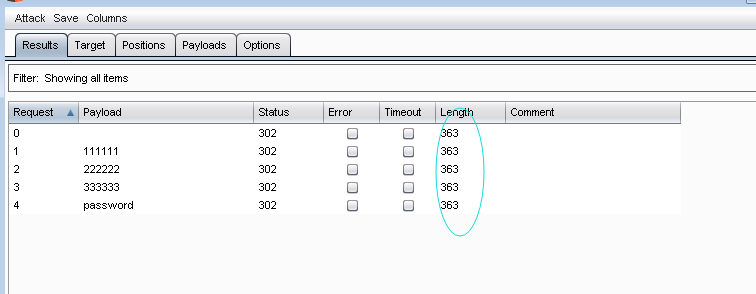 Attack Save Columns
Results Target Positions Payloads Options
Filter: Showing all items
Request Payload Status Error Timeout Length Comment
0 302 363
1 111111 302 363
2 222222 302 363
3 333333 302 363
4 password 302 363